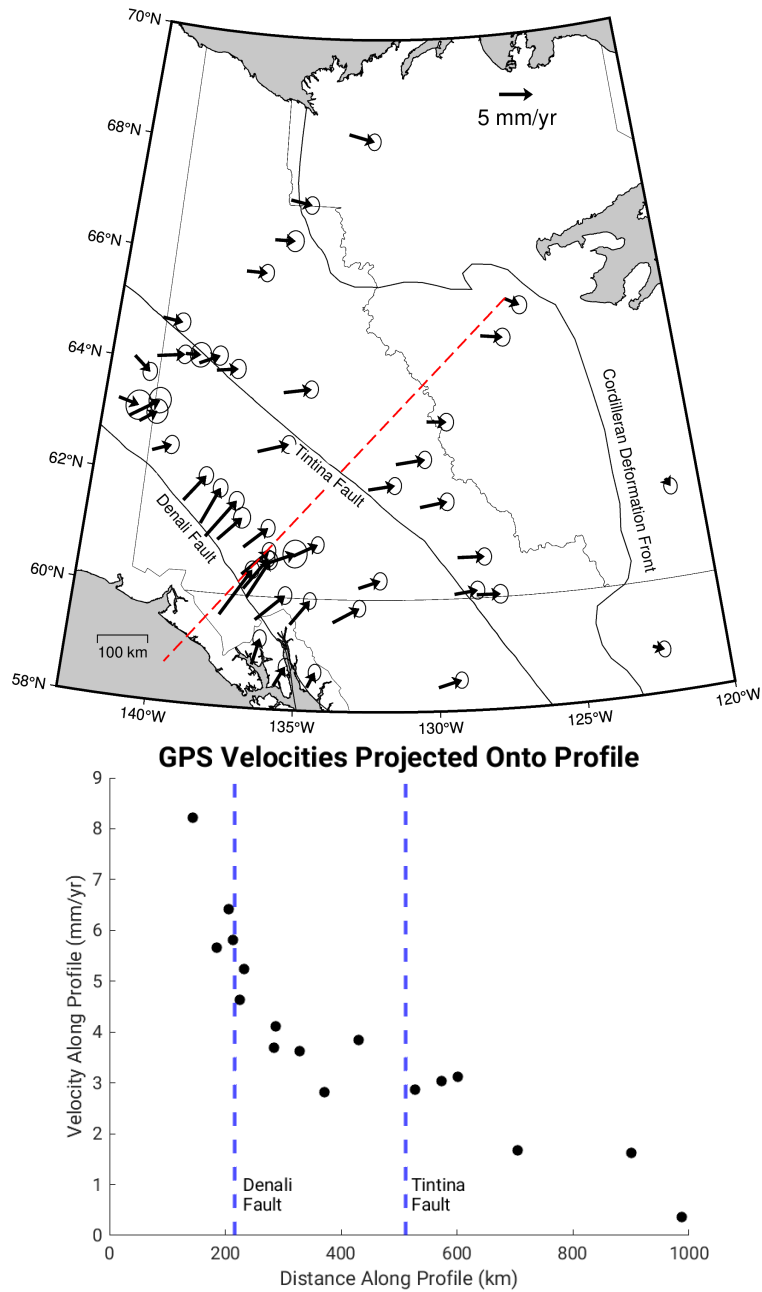 70°N
68°N
66°N
64°N
62°N
60°N
58°N
5 mm/yr
Cordilleran Deformation Front
Tintina Fault
Denali Fault
100 km
140°W
135°W
130°W
125°W
120°W
GPS Velocities Projected Onto Profile
Velocity Along Profile (mm/yr)
9
8
7
6
5
4
3
2
1
0
Denali
Fault
Tintina
Fault
0
200
400
600
800
1000
Distance Along Profile (km)